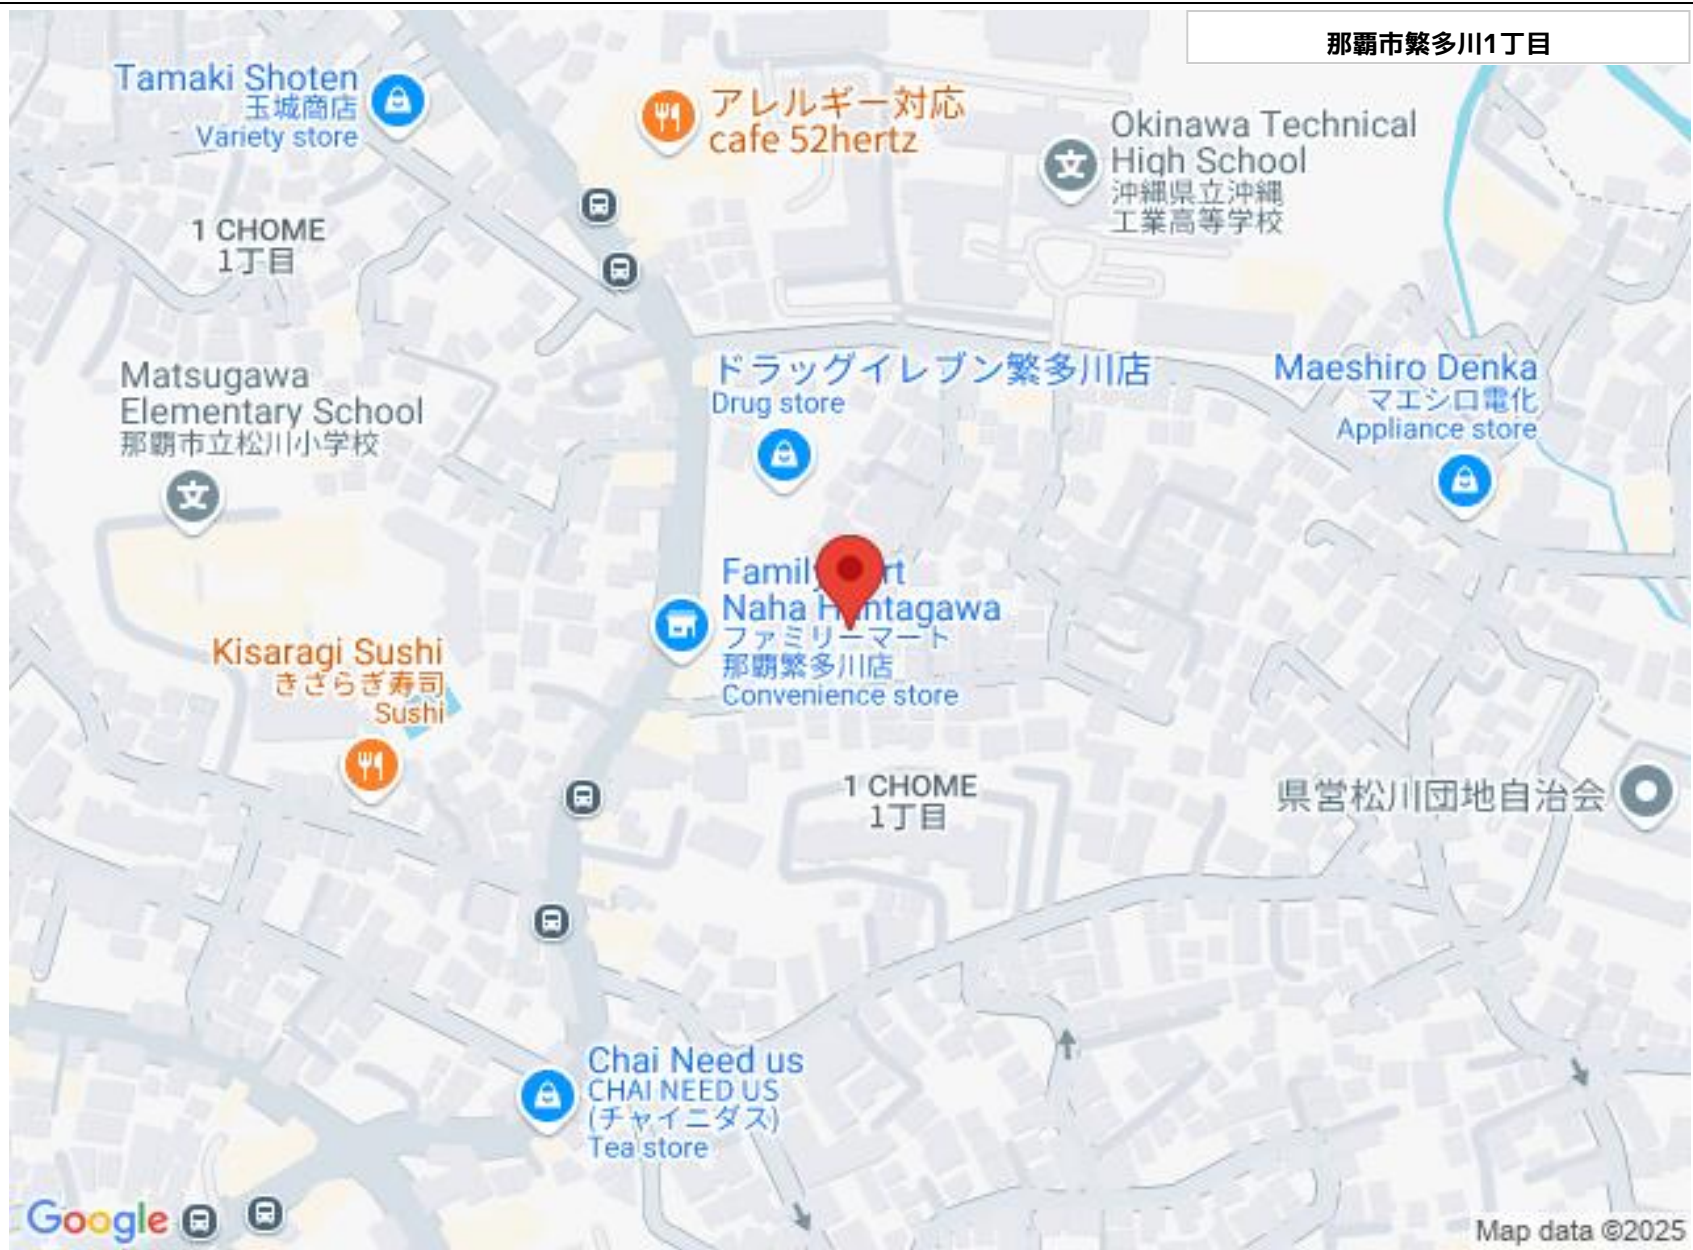 那覇市繁多川1丁目
Tamaki Shoten
玉城商店
Variety store
アレルギー対応
cafe 52hertz
Okinawa Technical
High School
沖縄県立沖縄
工業高等学校
1 CHOME
1丁目
ドラッグイレブン繁多川店
Drug store
Maeshiro Denka
マエシロ電化
Appliance store
Matsugawa
Elementary School
那覇市立松川小学校
Naha
ファミリーマート
那覇繁多川店
Convenience store
Kisaragi Sushi
きさらぎ寿司
Sushi
1 CHOME
1丁目
県営松川団地自治会
Chai Need us
CHAI NEED US
(チャイニダス)
Tea store
Google
Map data ©2025